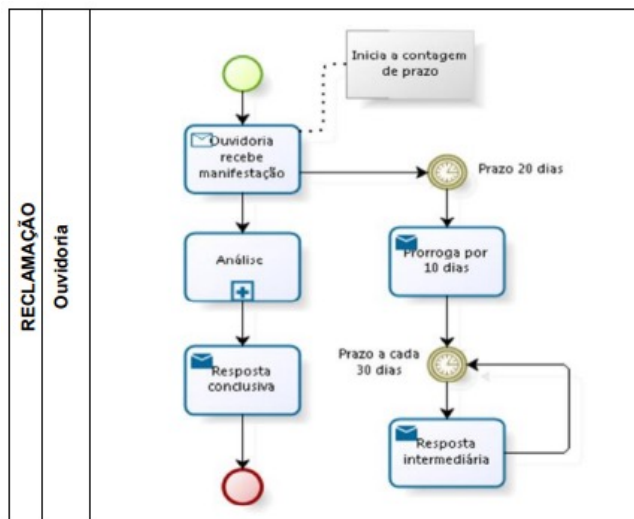 RECLAMAÇÃO
Ouvidoria
Inicia a contagem
de prazo
Ouvidoria
recebe
manifestação
Prazo 20 dias
Análise
Prorroga por
10 dias
Prazo a cada
30 dias
Resposta
conclusiva
Resposta
intermediária